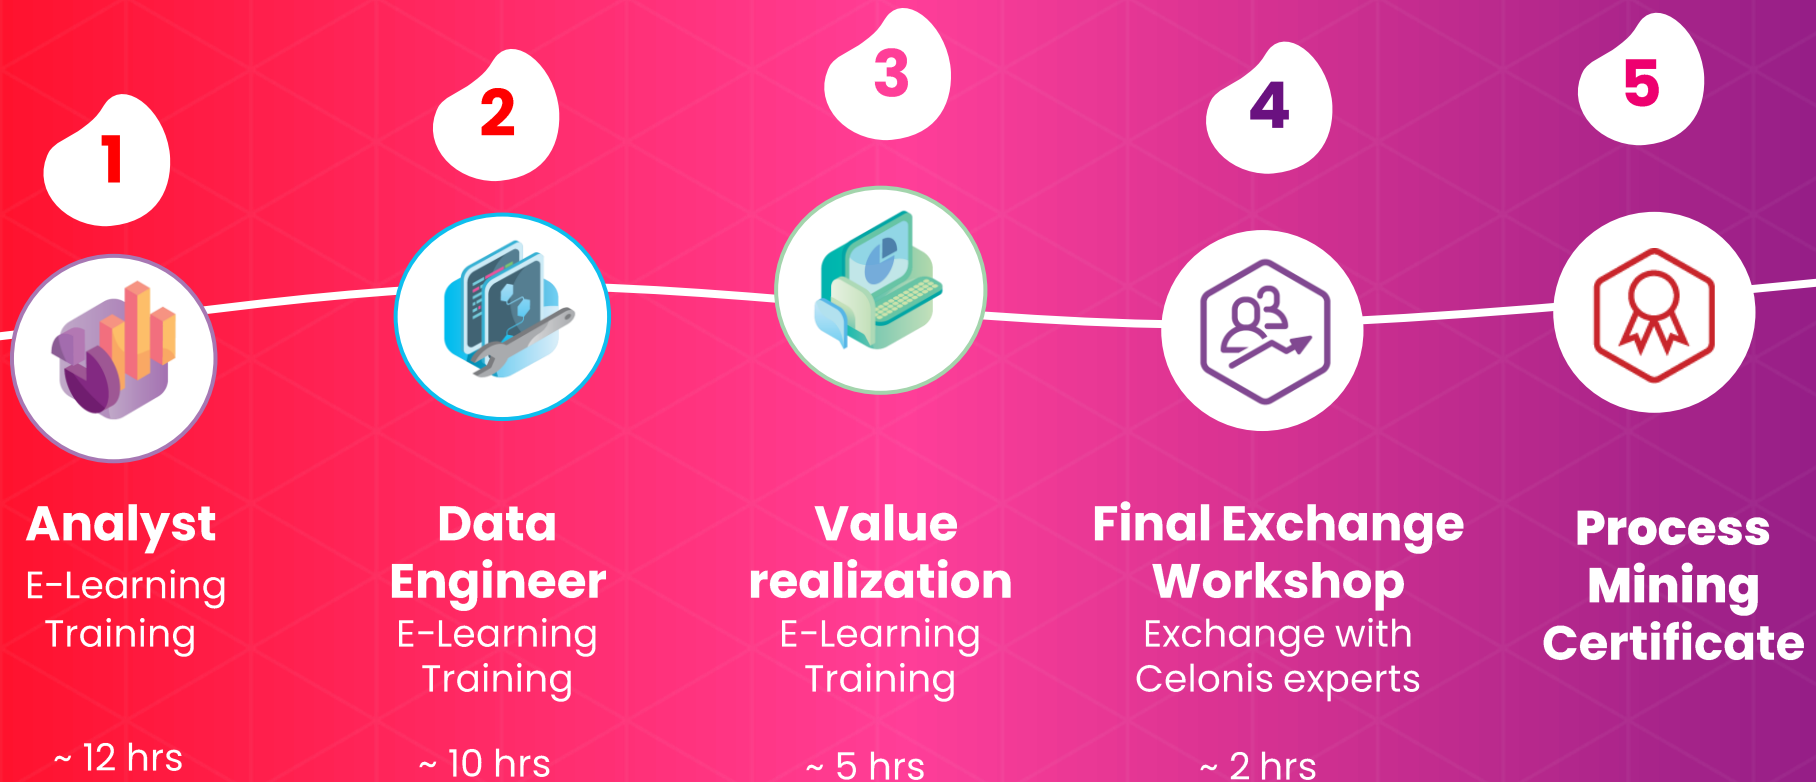 1
2
3
4
5
Analyst
E-Learning
Training
~ 12 hrs
Data
Engineer
E-Learning
Training
~ 10 hrs
Value
realization
E-Learning
Training
~ 5 hrs
Final Exchange
Workshop
Exchange with
Celonis experts
~ 2 hrs
Process
Mining
Certificate